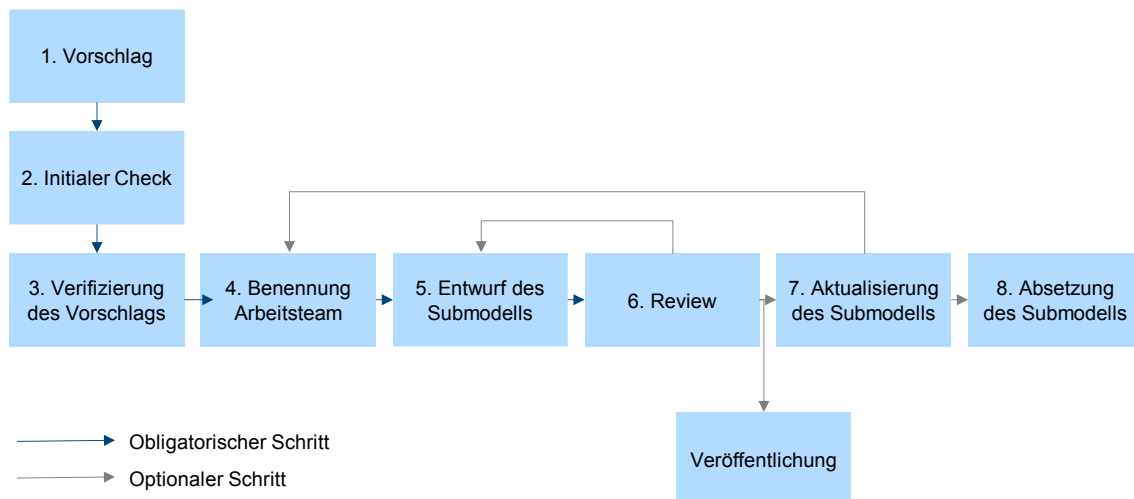 1. Vorschlag
2. Initialer Check
3. Verifizierung
des Vorschlags
4. Benennung
Arbeitsteam
5. Entwurf des
Submodells
6. Review
7. Aktualisierung
des Submodells
8. Absetzung
des Submodells
Veröffentlichung
Obligatorischer Schritt
Optionaler Schritt